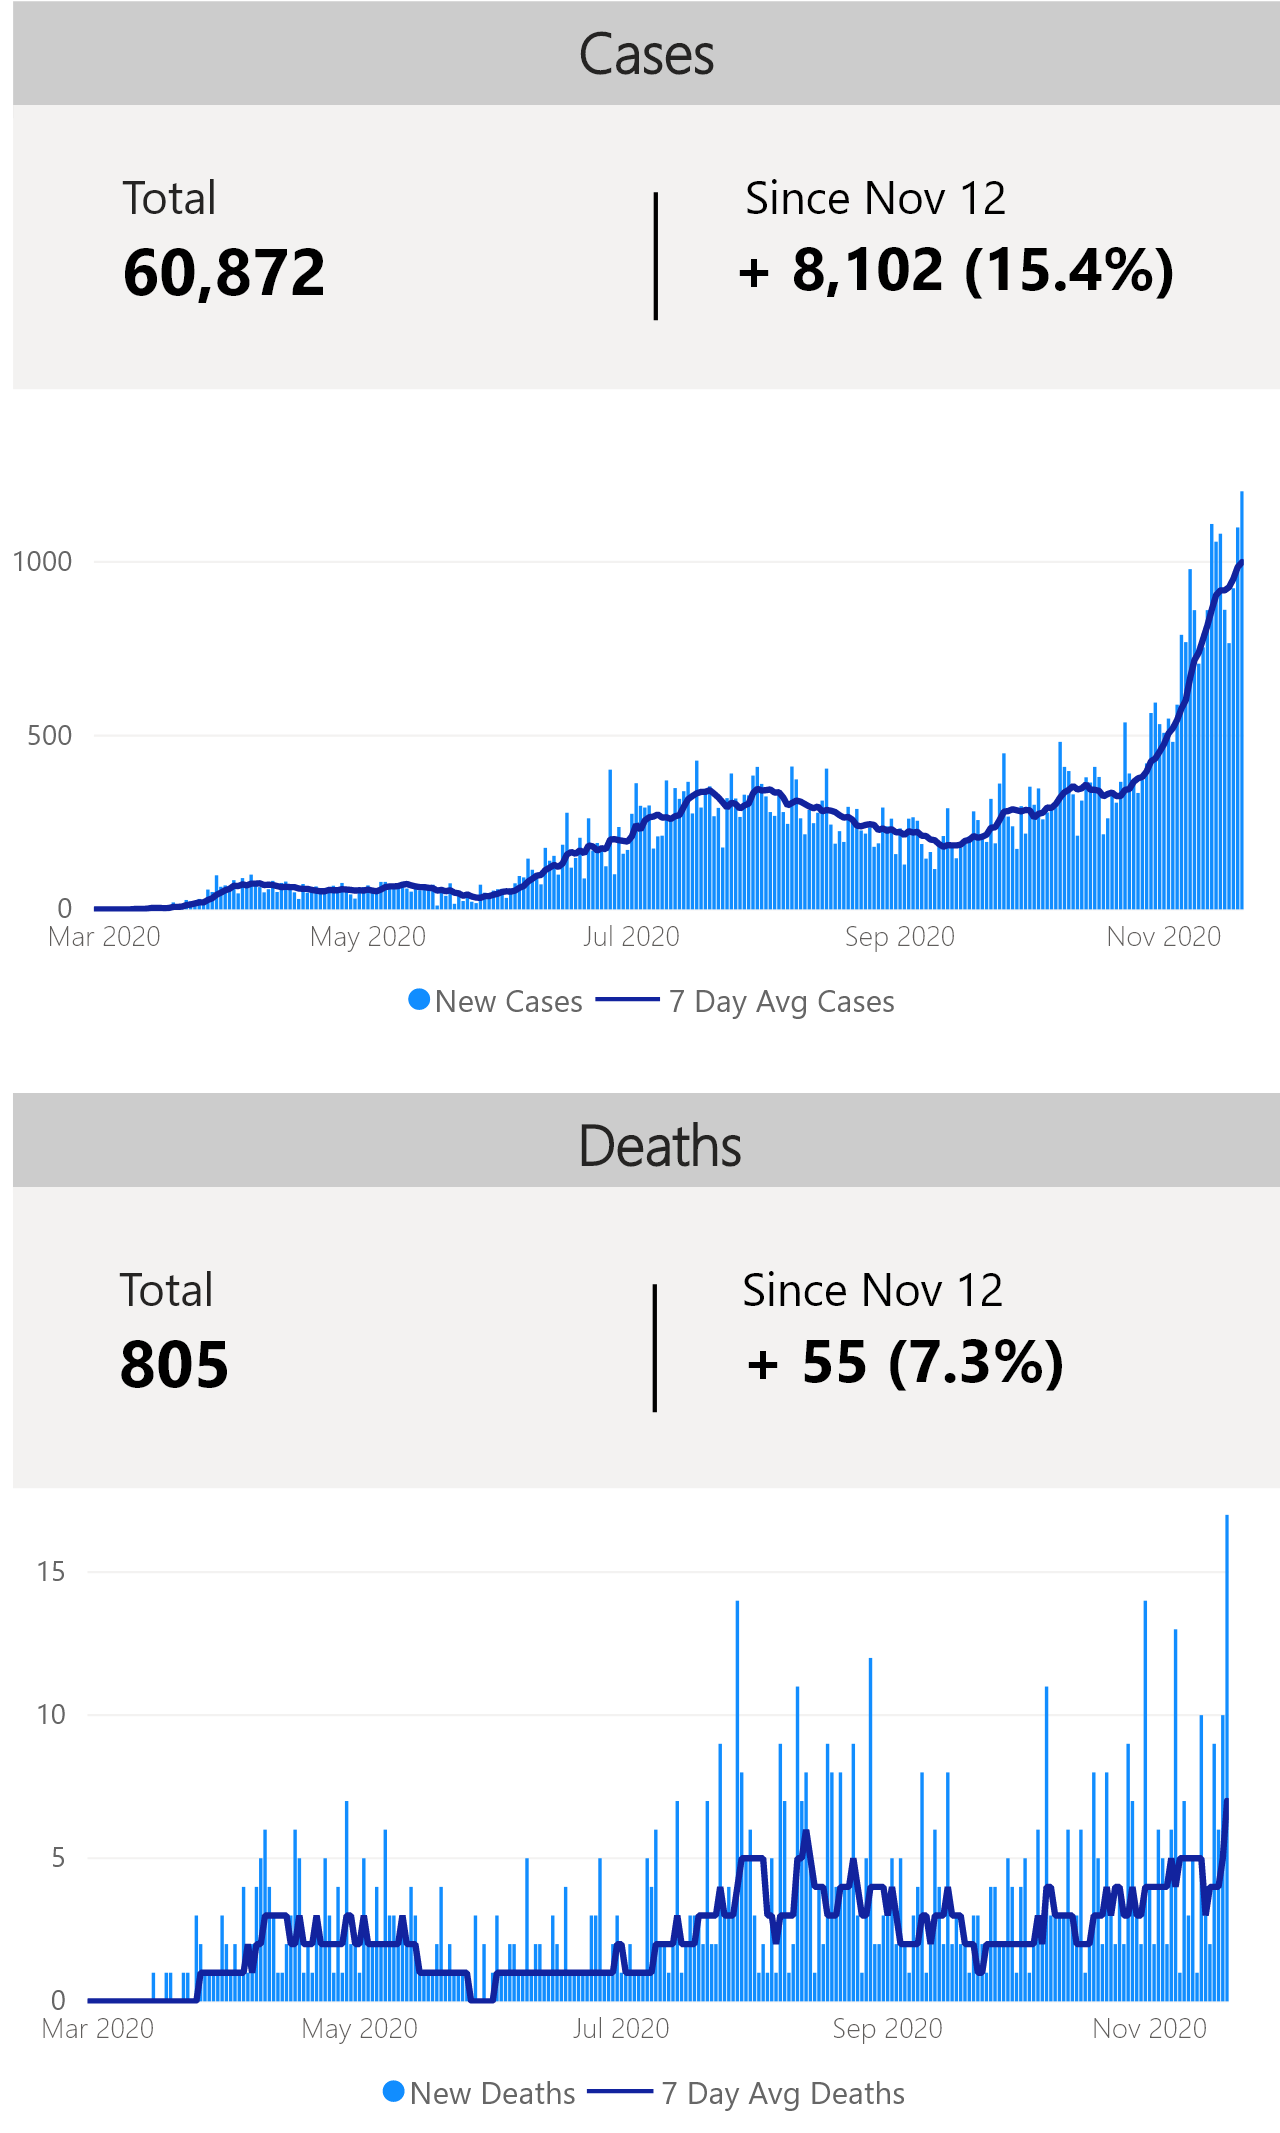 Cases
Total
Since Nov 12
60,872
+ 8,102 (15.4%)
1000
500
0
Mar 2020 May 2020 Jul 2020 Sep 2020 Nov 2020
New Cases 7 Day Avg Cases
Deaths
Total
Since Nov 12
805
+ 55 (7.3%)
15
10
5
0
Mar 2020 May 2020 Jul 2020 Sep 2020 Nov 2020
New Deaths 7 Day Avg Deaths